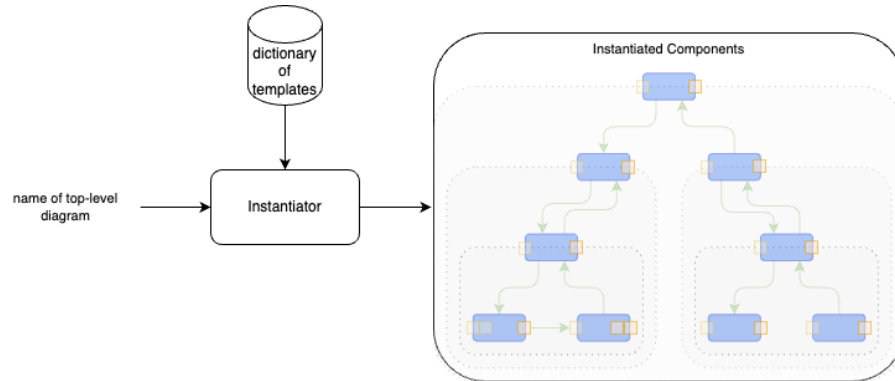 dictionary
of
templates
Instantiated Components
name of top-level
diagram
Instantiator